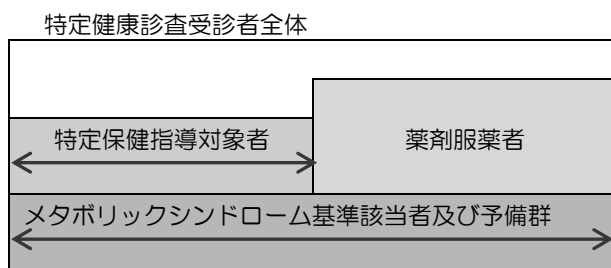 特定健康診査受診者全体
特定保健指導対象者
薬剤服薬者
メタボリックシンドローム基準該当者及び予備群